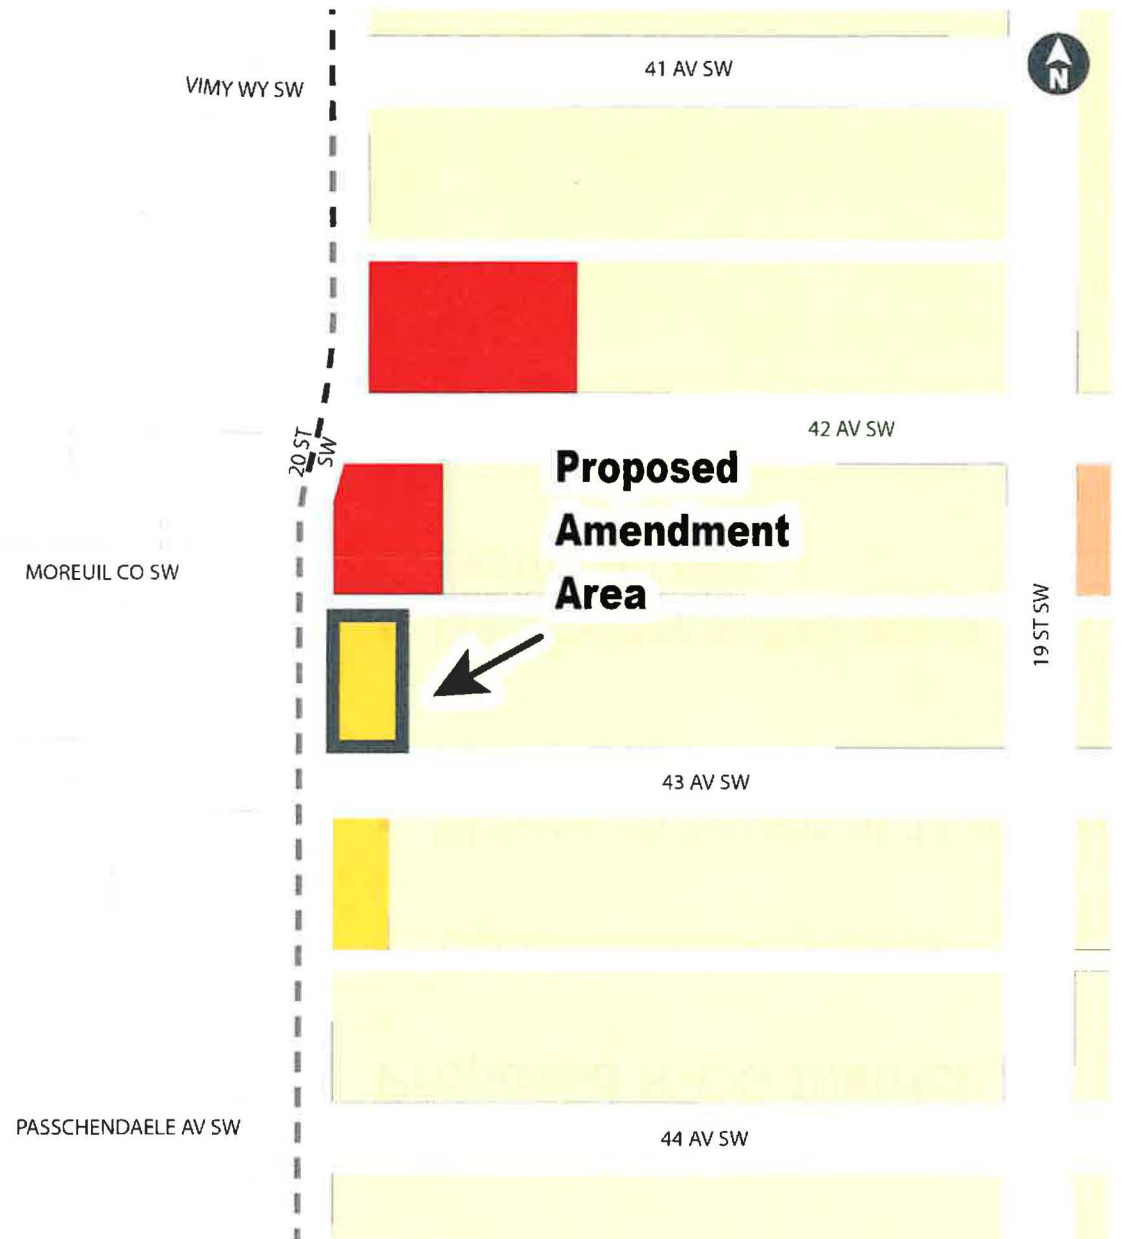 41 AV SW
VIMY WY SW
N
42 AV SW
20 ST
SW
Proposed
Amendment
Area
MOREUIL CO SW
19 ST SW
43 AV SW
PASSCHENDAELE AV SW
44 AV SW